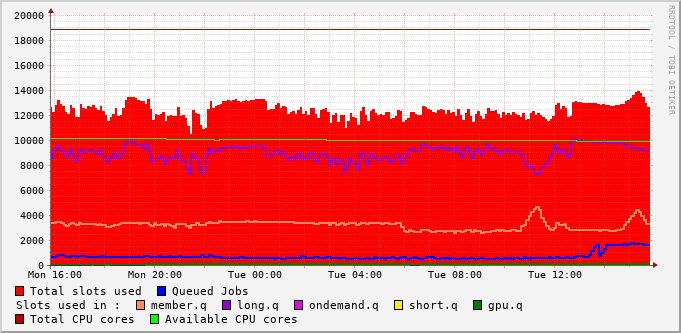 20000
18000
16000
14000
12000
10000
8000
6000
4000
2000
0
Mon 16:00 Mon 20:00 Tue 00:00 Tue 04:00 Tue 08:00 Tue 12:00
RRDTOOL / TOBI OETIKER
Total slots used Queued Jobs
Slots used in : member.q long.q ondemand.q short.q gpu.q
Total CPU cores Available CPU cores